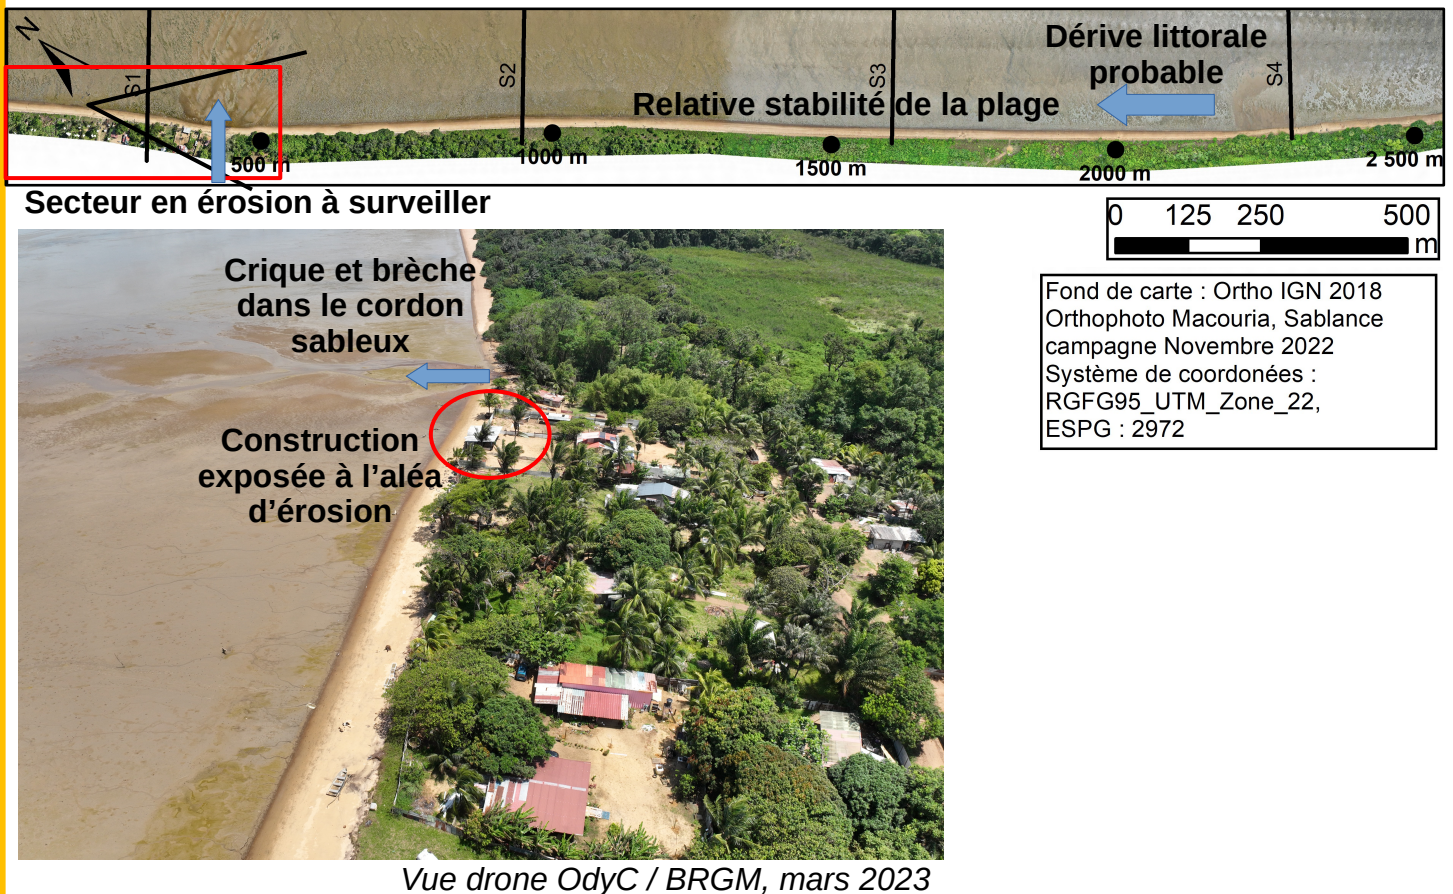 N
S1
S2
S3
S4
Dérive littorale
probable
Relative stabilité de la plage
500 m
1000 m
1500 m
2000 m
2 500 m
Secteur en érosion à surveiller
0 125 250 500
m
Crique et brèche
dans le cordon
sableux
Construction
exposée à l’aléa
d’érosion
Fond de carte : Ortho IGN 2018
Orthophoto Macouria, Sablance
campagne Novembre 2022
Système de coordonées :
RGFG95_UTM_Zone_22,
ESPG : 2972
Vue drone OdyC / BRGM, mars 2023